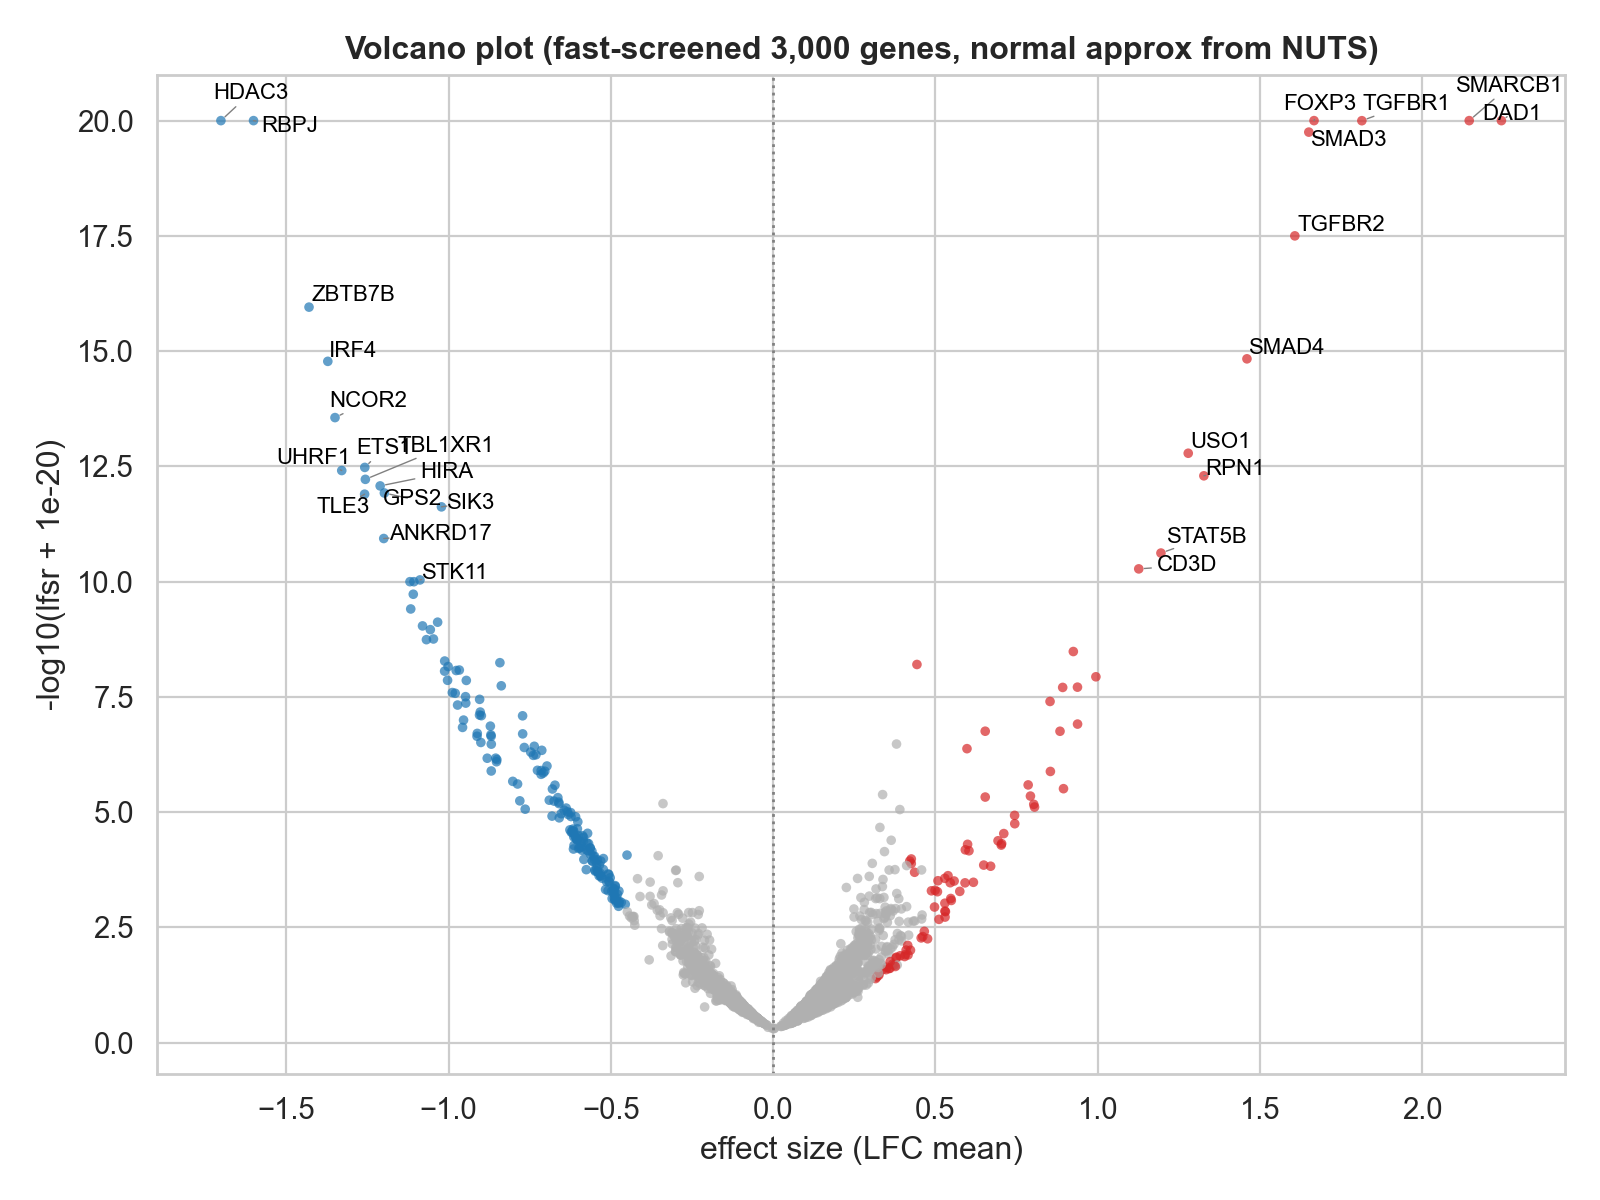 Volcano plot (fast-screened 3,000 genes, normal approx from NUTS)
HDAC3
RBPJ
FOXP3
TGFBR1
SMARCB1
DAD1
SMAD3
TGFBR2
ZBTB7B
IRF4
SMAD4
NCOR2
UHRF1
ETS1
TBL1XR1
HIRA
TLE3
GPS2
SIK3
ANKRD17
STK11
USO1
RPN1
STAT5B
CD3D
20.0
17.5
15.0
12.5
10.0
7.5
5.0
2.5
0.0
-log10(lfsr + 1e-20)
−1.5
−1.0
−0.5
0.0
0.5
1.0
1.5
2.0
effect size (LFC mean)